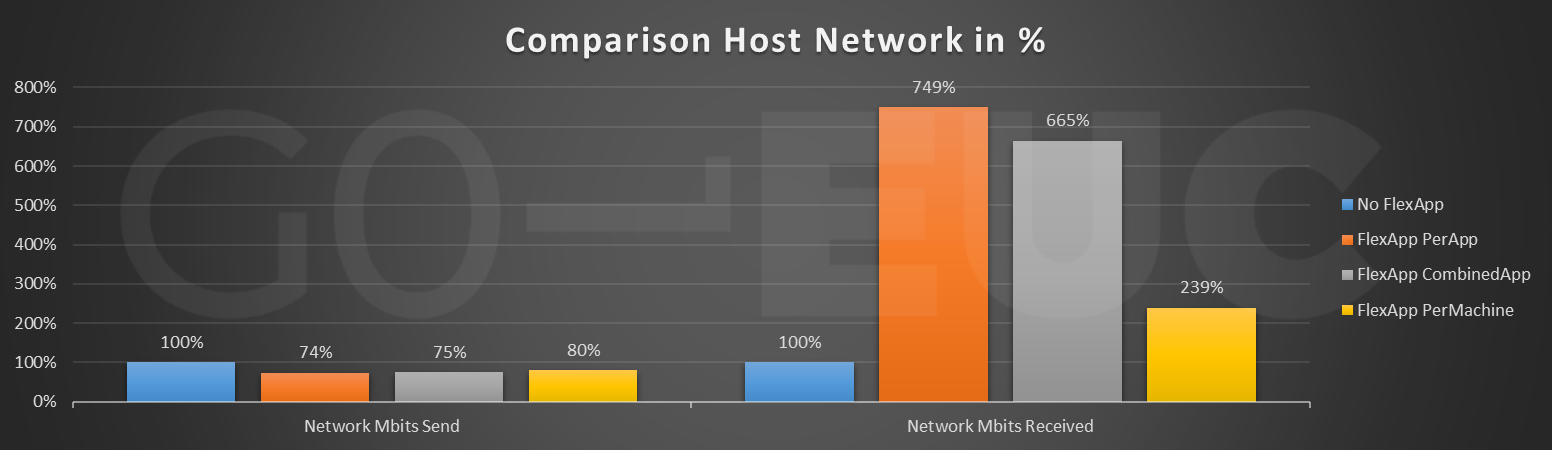 Comparison Host Network in %
800%
700%
600%
500%
400%
300%
200%
100%
0%
100%
74%
75%
80%
100%
749%
665%
239%
Network Mbits Send
Network Mbits Received
No FlexApp
FlexApp PerApp
FlexApp CombinedApp
FlexApp PerMachine
GO-EUC